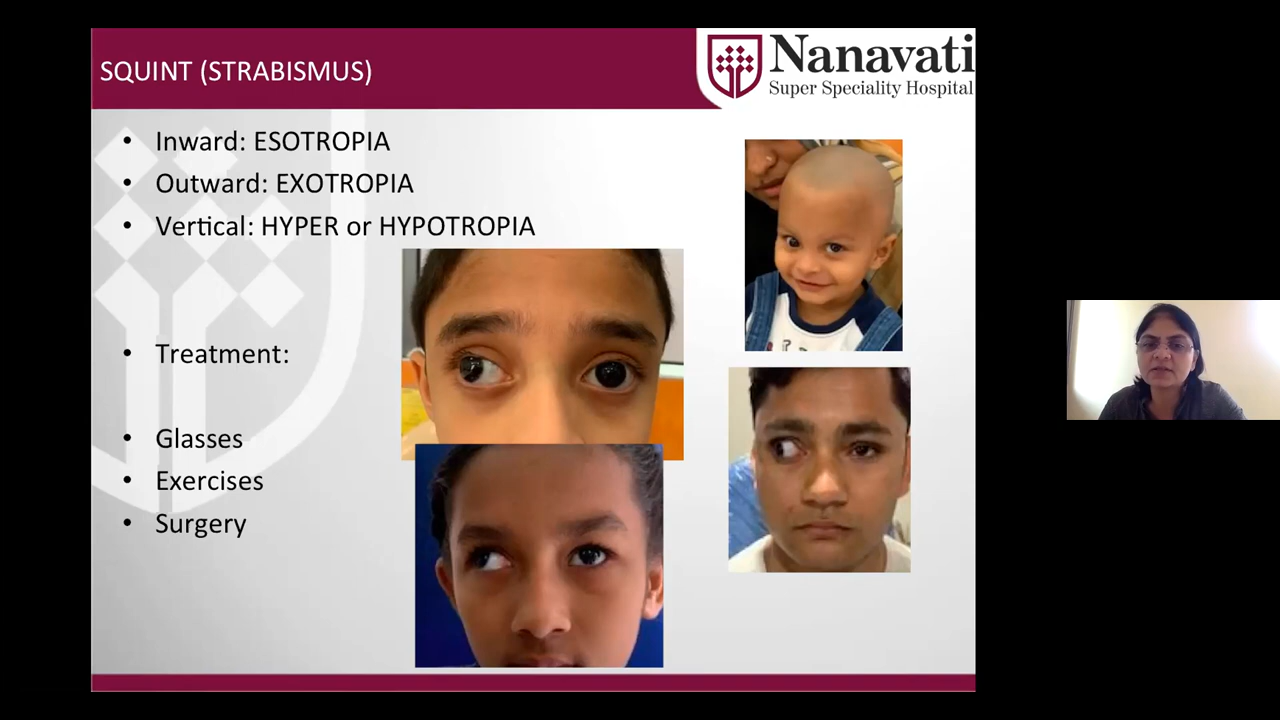 SQUINT (STRABISMUS)
Nanavati
Super Speciality Hospital
• Inward: ESOTROPIA
• Outward: EXOTROPIA
• Vertical: HYPER or HYPOTROPIA
• Treatment:
• Glasses
• Exercises
• Surgery